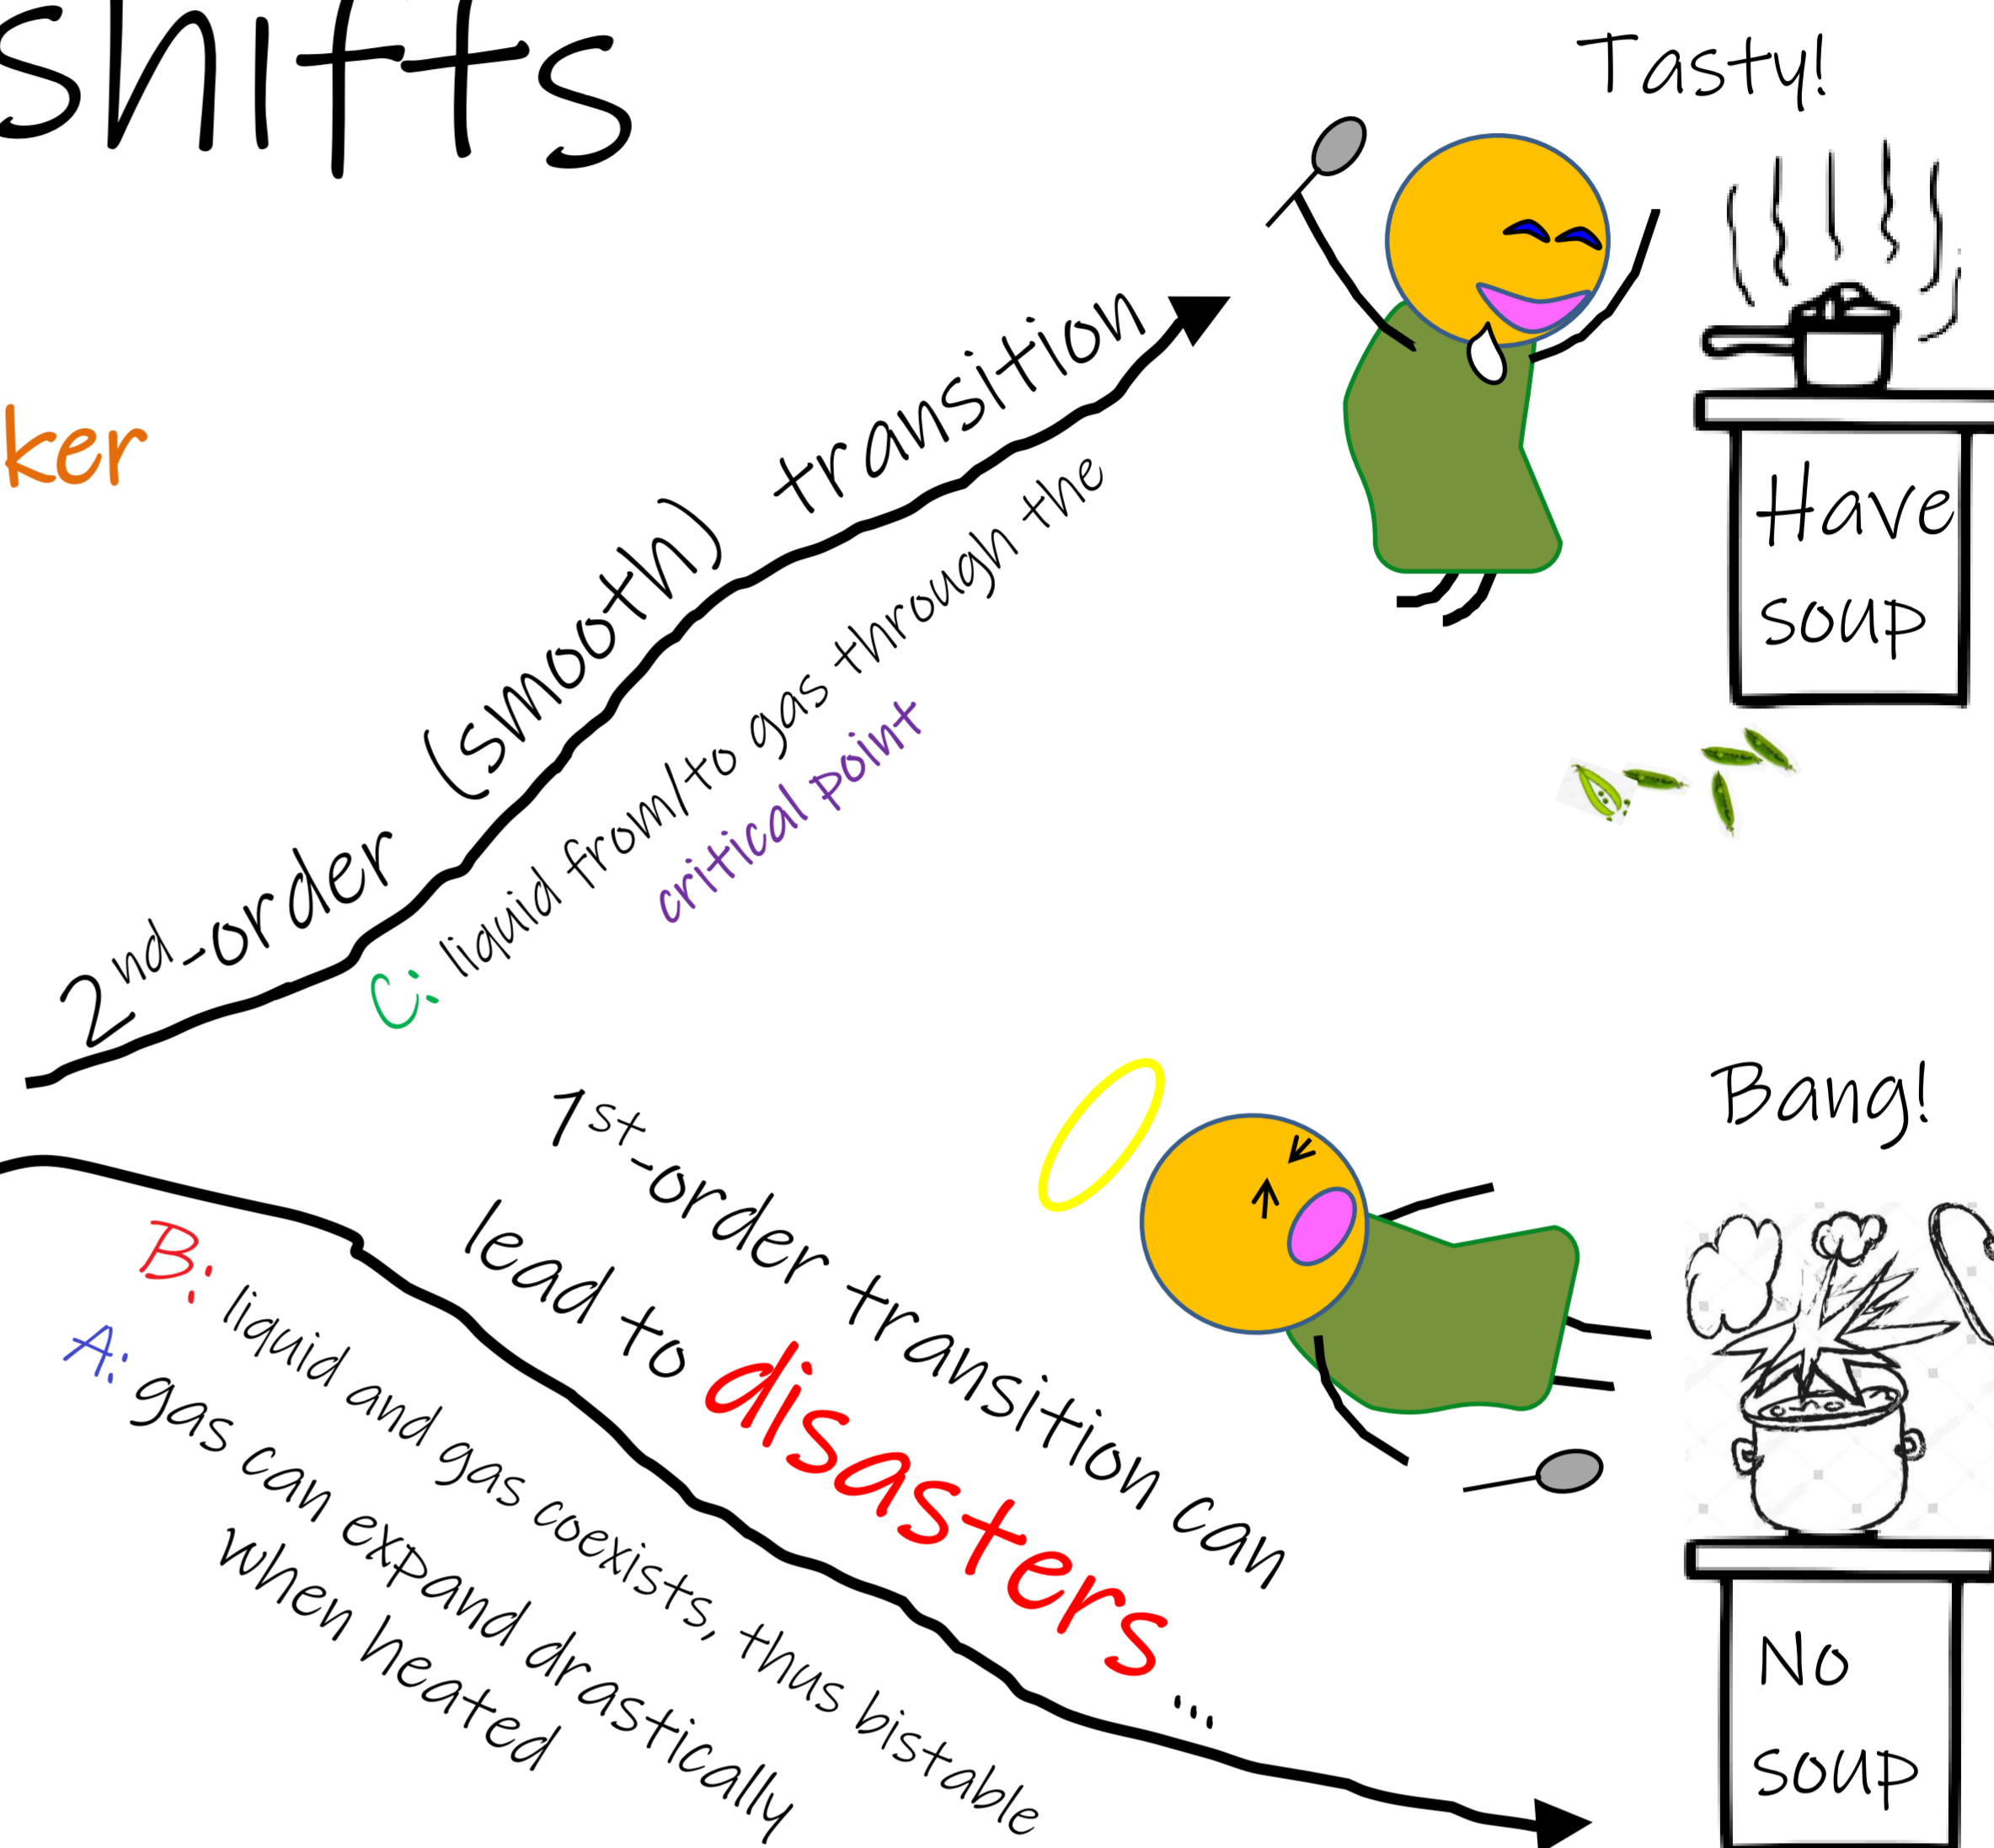 shifts
Tasty!
ker
2nd-order (smooth) transition
C: liquid from/to gas through the
critical point
Have
soup
Bang!
1st-order transition can
lead to disasters...
B: liquid and gas coexists, thus bistable
A: gas can expand drastically
when heated
No
soup